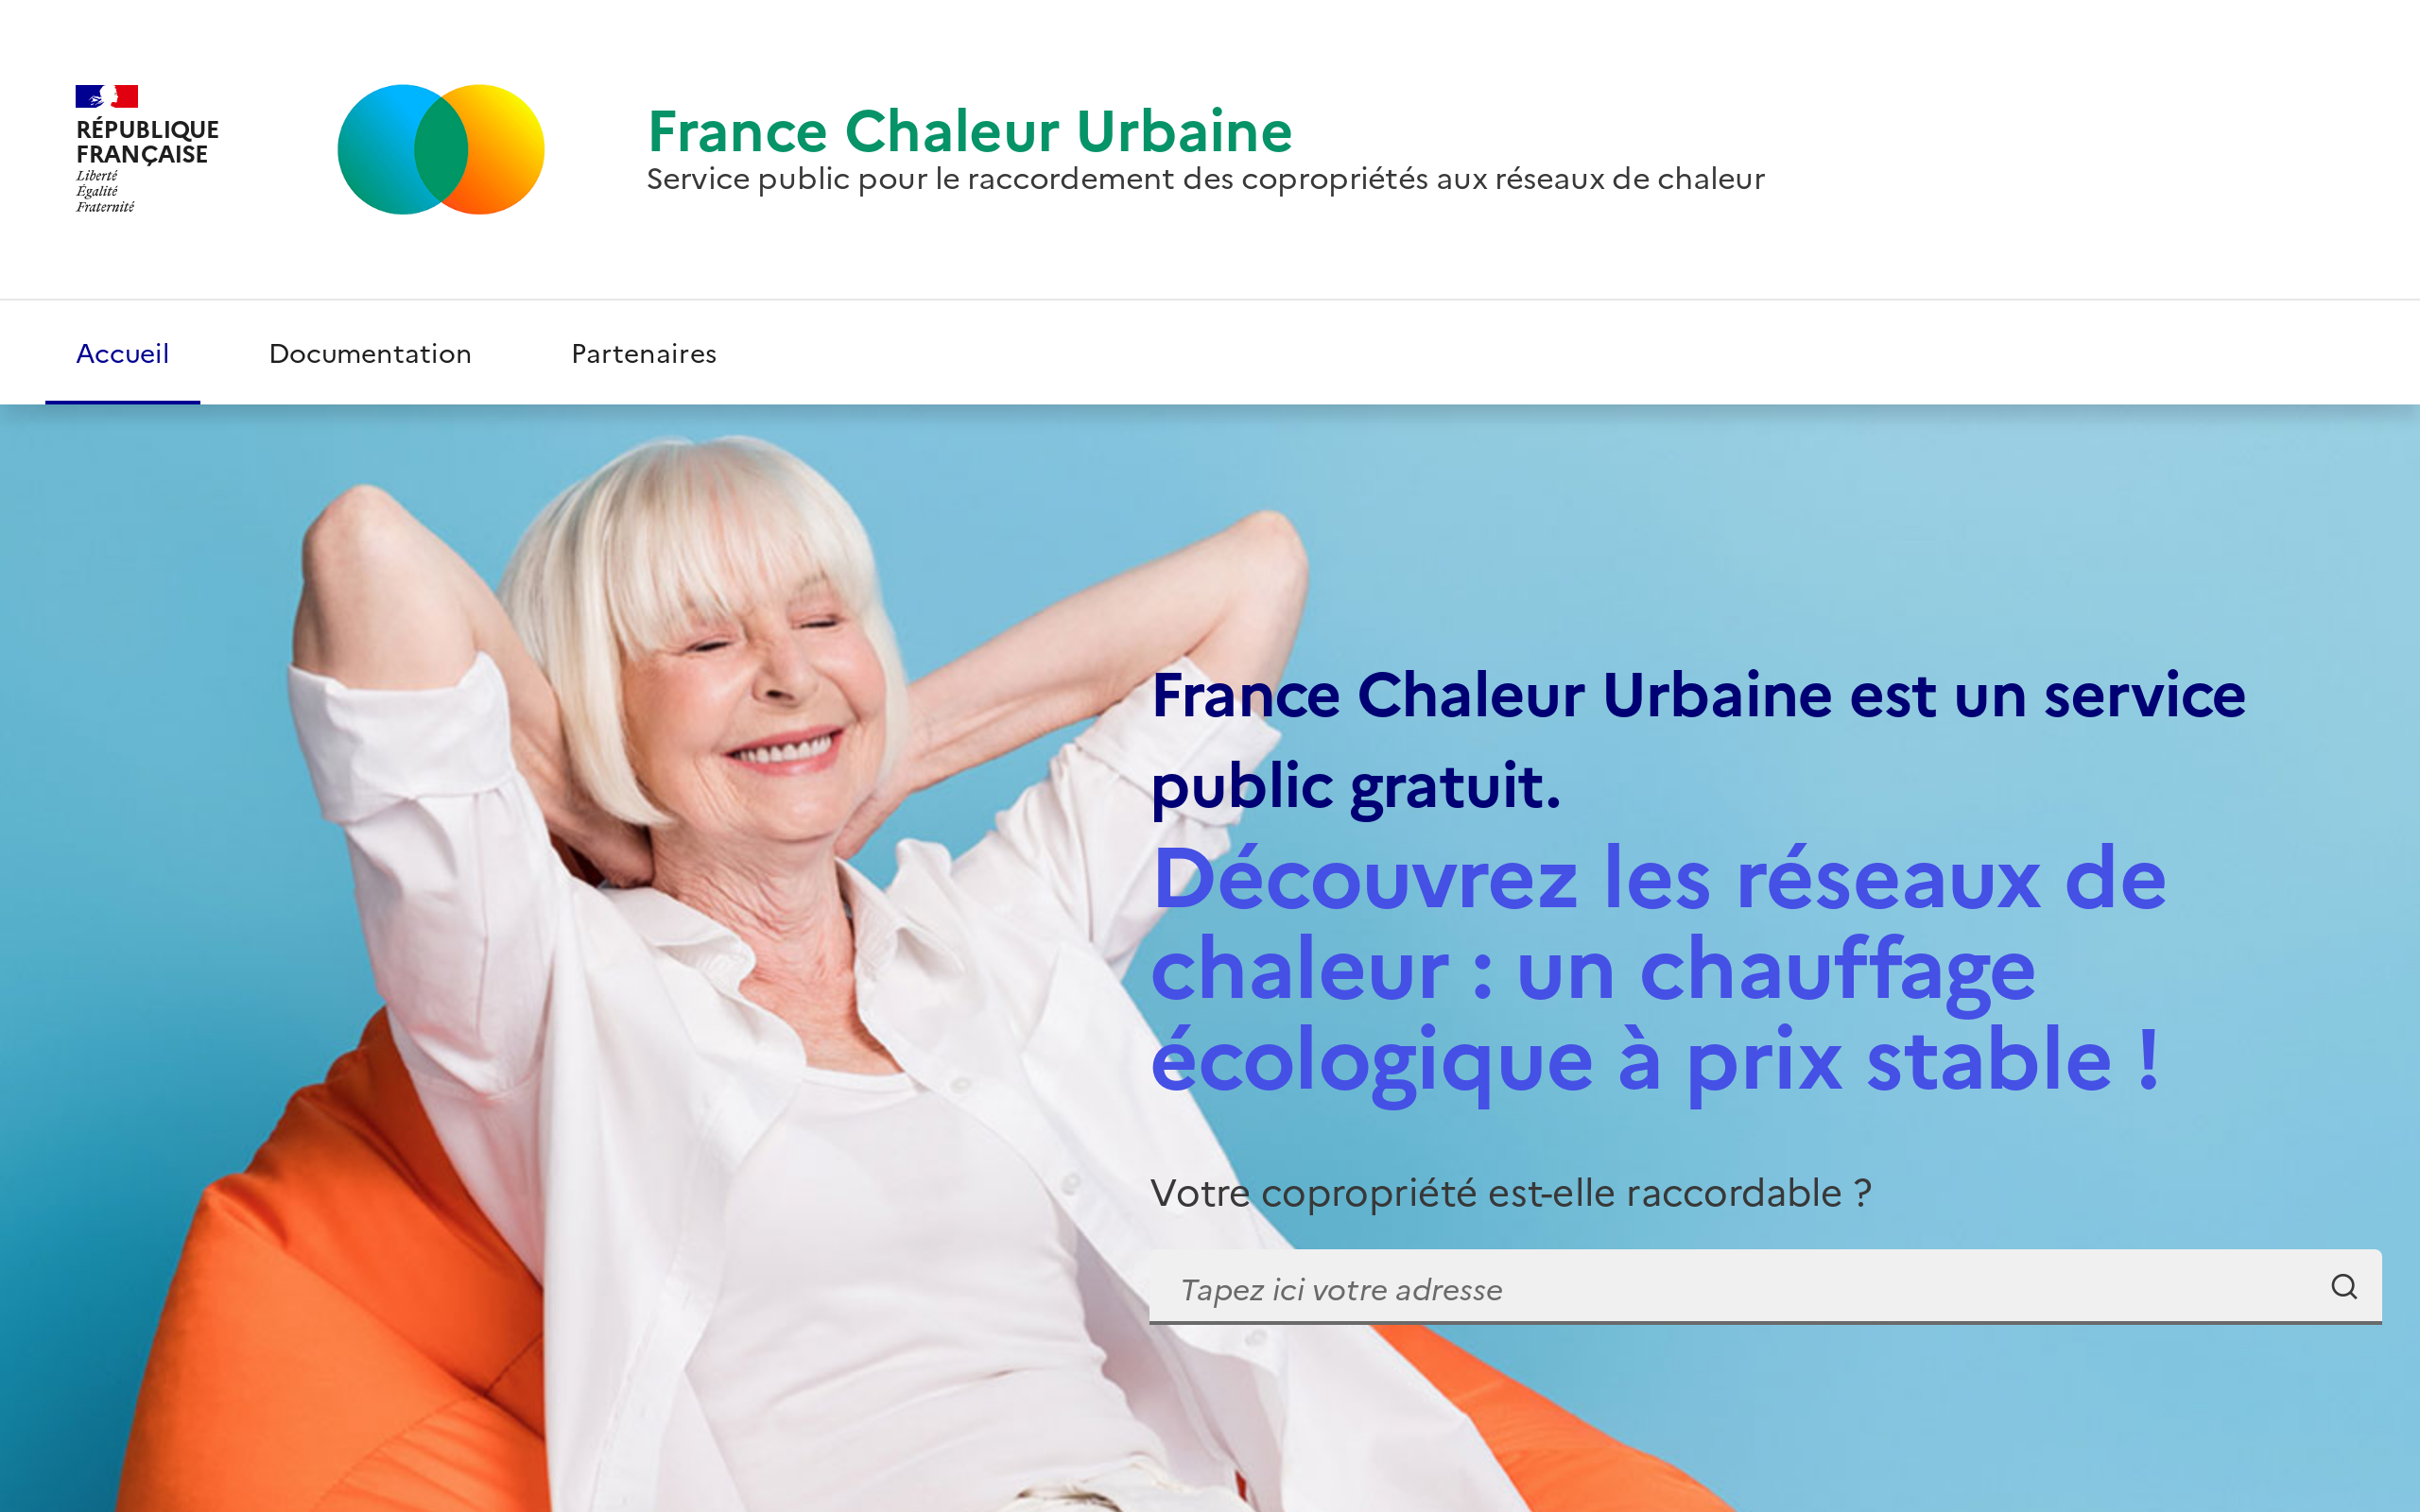 RÉPUBLIQUE
FRANÇAISE
Liberté
Égalité
Fraternité
France Chaleur Urbaine
Service public pour le raccordement des copropriétés aux réseaux de chaleur
Accueil Documentation Partenaires
France Chaleur Urbaine est un service
public gratuit.
Découvrez les réseaux de
chaleur : un chauffage
écologique à prix stable !
Votre copropriété est-elle raccordable ?
Tapez ici votre adresse